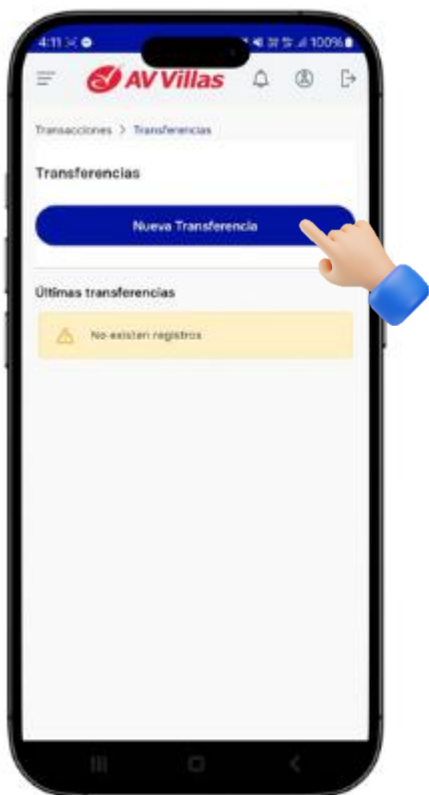 4:11
100%
AV Villas
Transacciones > Transferencias
Transferencias
Nueva Transferencia
Últimas transferencias
No existen registros